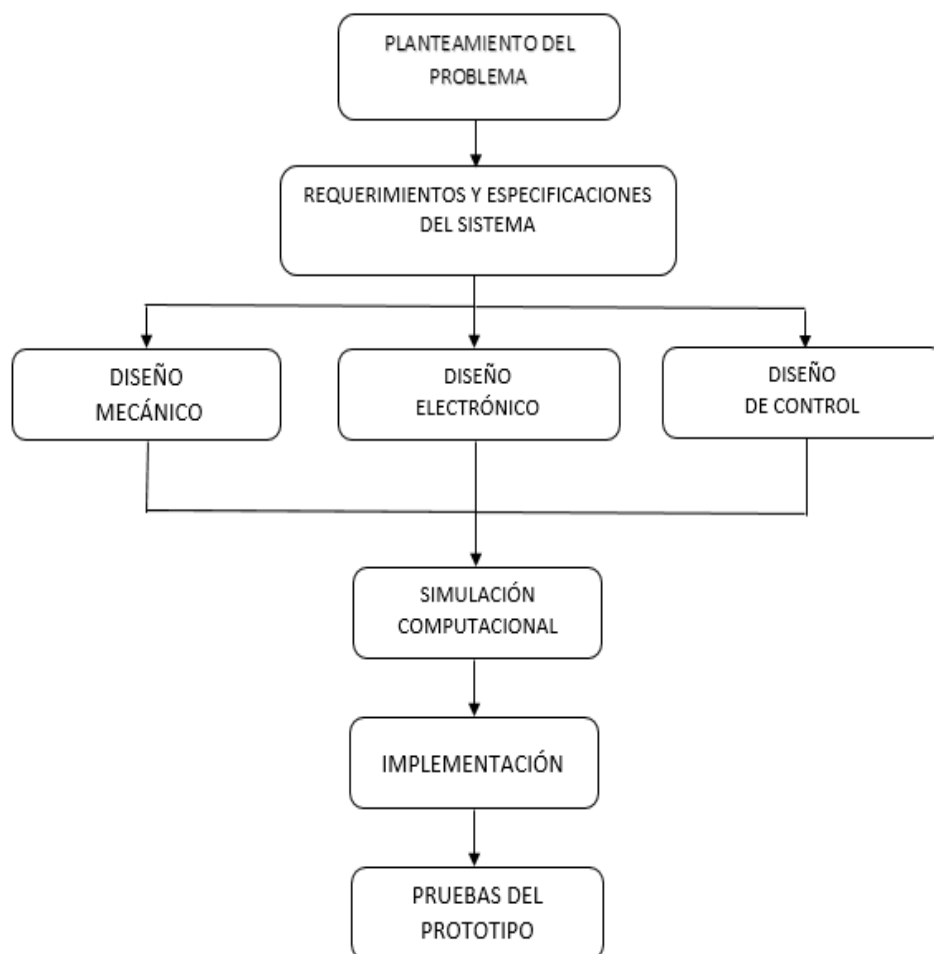 PLANTEAMIENTO DEL
PROBLEMA
REQUERIMIENTOS Y ESPECIFICACIONES
DEL SISTEMA
DISEÑO
MECÁNICO
DISEÑO
ELECTRÓNICO
DISEÑO
DE CONTROL
SIMULACIÓN
COMPUTACIONAL
IMPLEMENTACIÓN
PRUEBAS DEL
PROTOTIPO